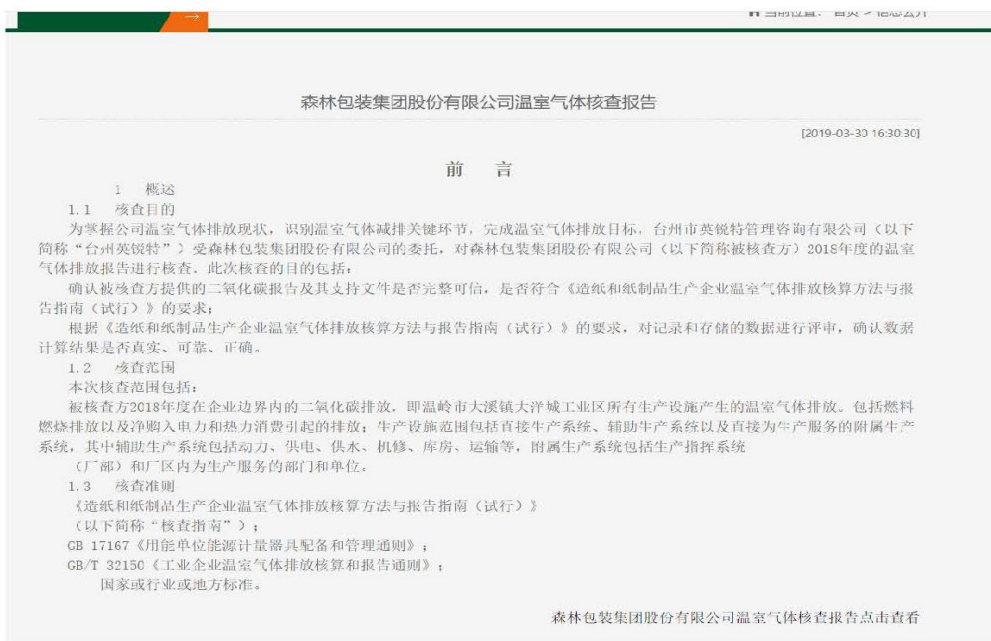 →
当前位置： 首页 > 信息公开
森林包装集团股份有限公司温室气体核查报告
[2019-03-30 16:30:30]
前 言
1 概述
1.1 核查目的
为掌握公司温室气体排放现状，识别温室气体减排关键环节，完成温室气体排放目标，台州市英锐特管理咨询有限公司（以下
简称“台州英锐特”）受森林包装集团股份有限公司的委托，对森林包装集团股份有限公司（以下简称被核查方）2018年度的温室
气体排放报告进行核查。此次核查的目的包括：
确认被核查方提供的二氧化碳报告及其支持文件是否完整可信，是否符合《造纸和纸制品生产企业温室气体排放核算方法与报
告指南（试行）》的要求；
根据《造纸和纸制品生产企业温室气体排放核算方法与报告指南（试行）》的要求，对记录和存储的数据进行评审，确认数据
计算结果是否真实、可靠、正确。
1.2 核查范围
本次核查范围包括：
被核查方2018年度在企业边界内的二氧化碳排放，即温岭市大溪镇大洋城工业区所有生产设施产生的温室气体排放。包括燃料
燃烧排放以及净购入电力和热力消费引起的排放；生产设施范围包括直接生产系统、辅助生产系统以及直接为生产服务的附属生产
系统，其中辅助生产系统包括动力、供电、供水、机修、库房、运输等，附属生产系统包括生产指挥系统
（厂部）和厂区内为生产服务的部门和单位。
1.3 核查准则
《造纸和纸制品生产企业温室气体排放核算方法与报告指南（试行）》
（以下简称“核查指南”）；
GB 17167《用能单位能源计量器具配备和管理通则》；
GB/T 32150《工业企业温室气体排放核算和报告通则》；
国家或行业或地方标准。
森林包装集团股份有限公司温室气体核查报告点击查看